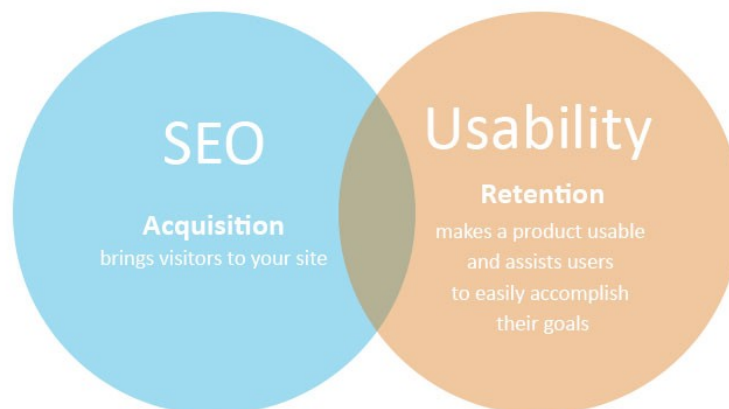 SEO
Acquisition
brings visitors to your site
Usability
Retention
makes a product usable
and assists users
to easily accomplish
their goals